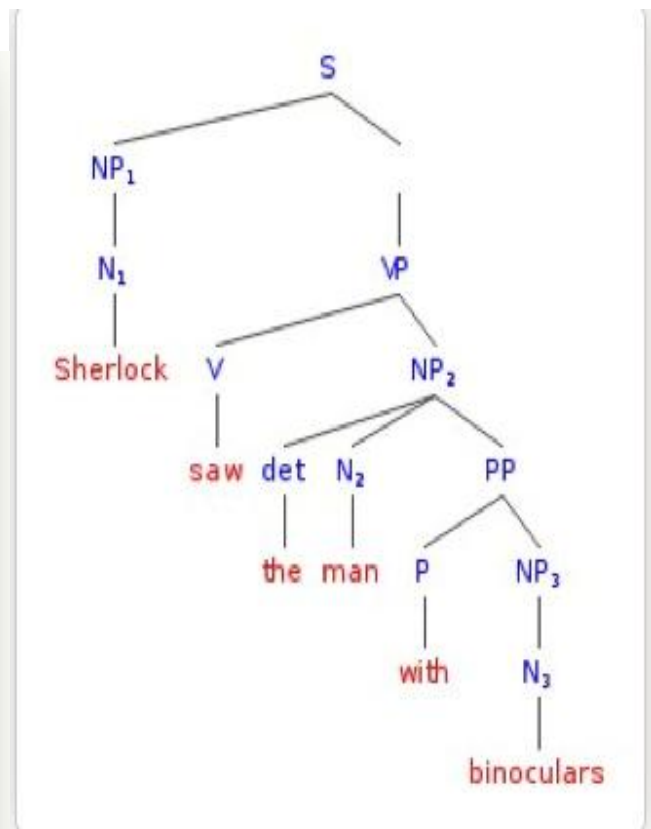 S
NP₁
N₁ VP
Sherlock V NP₂
saw det N₂ PP
the man P NP₃
with N₃
binoculars